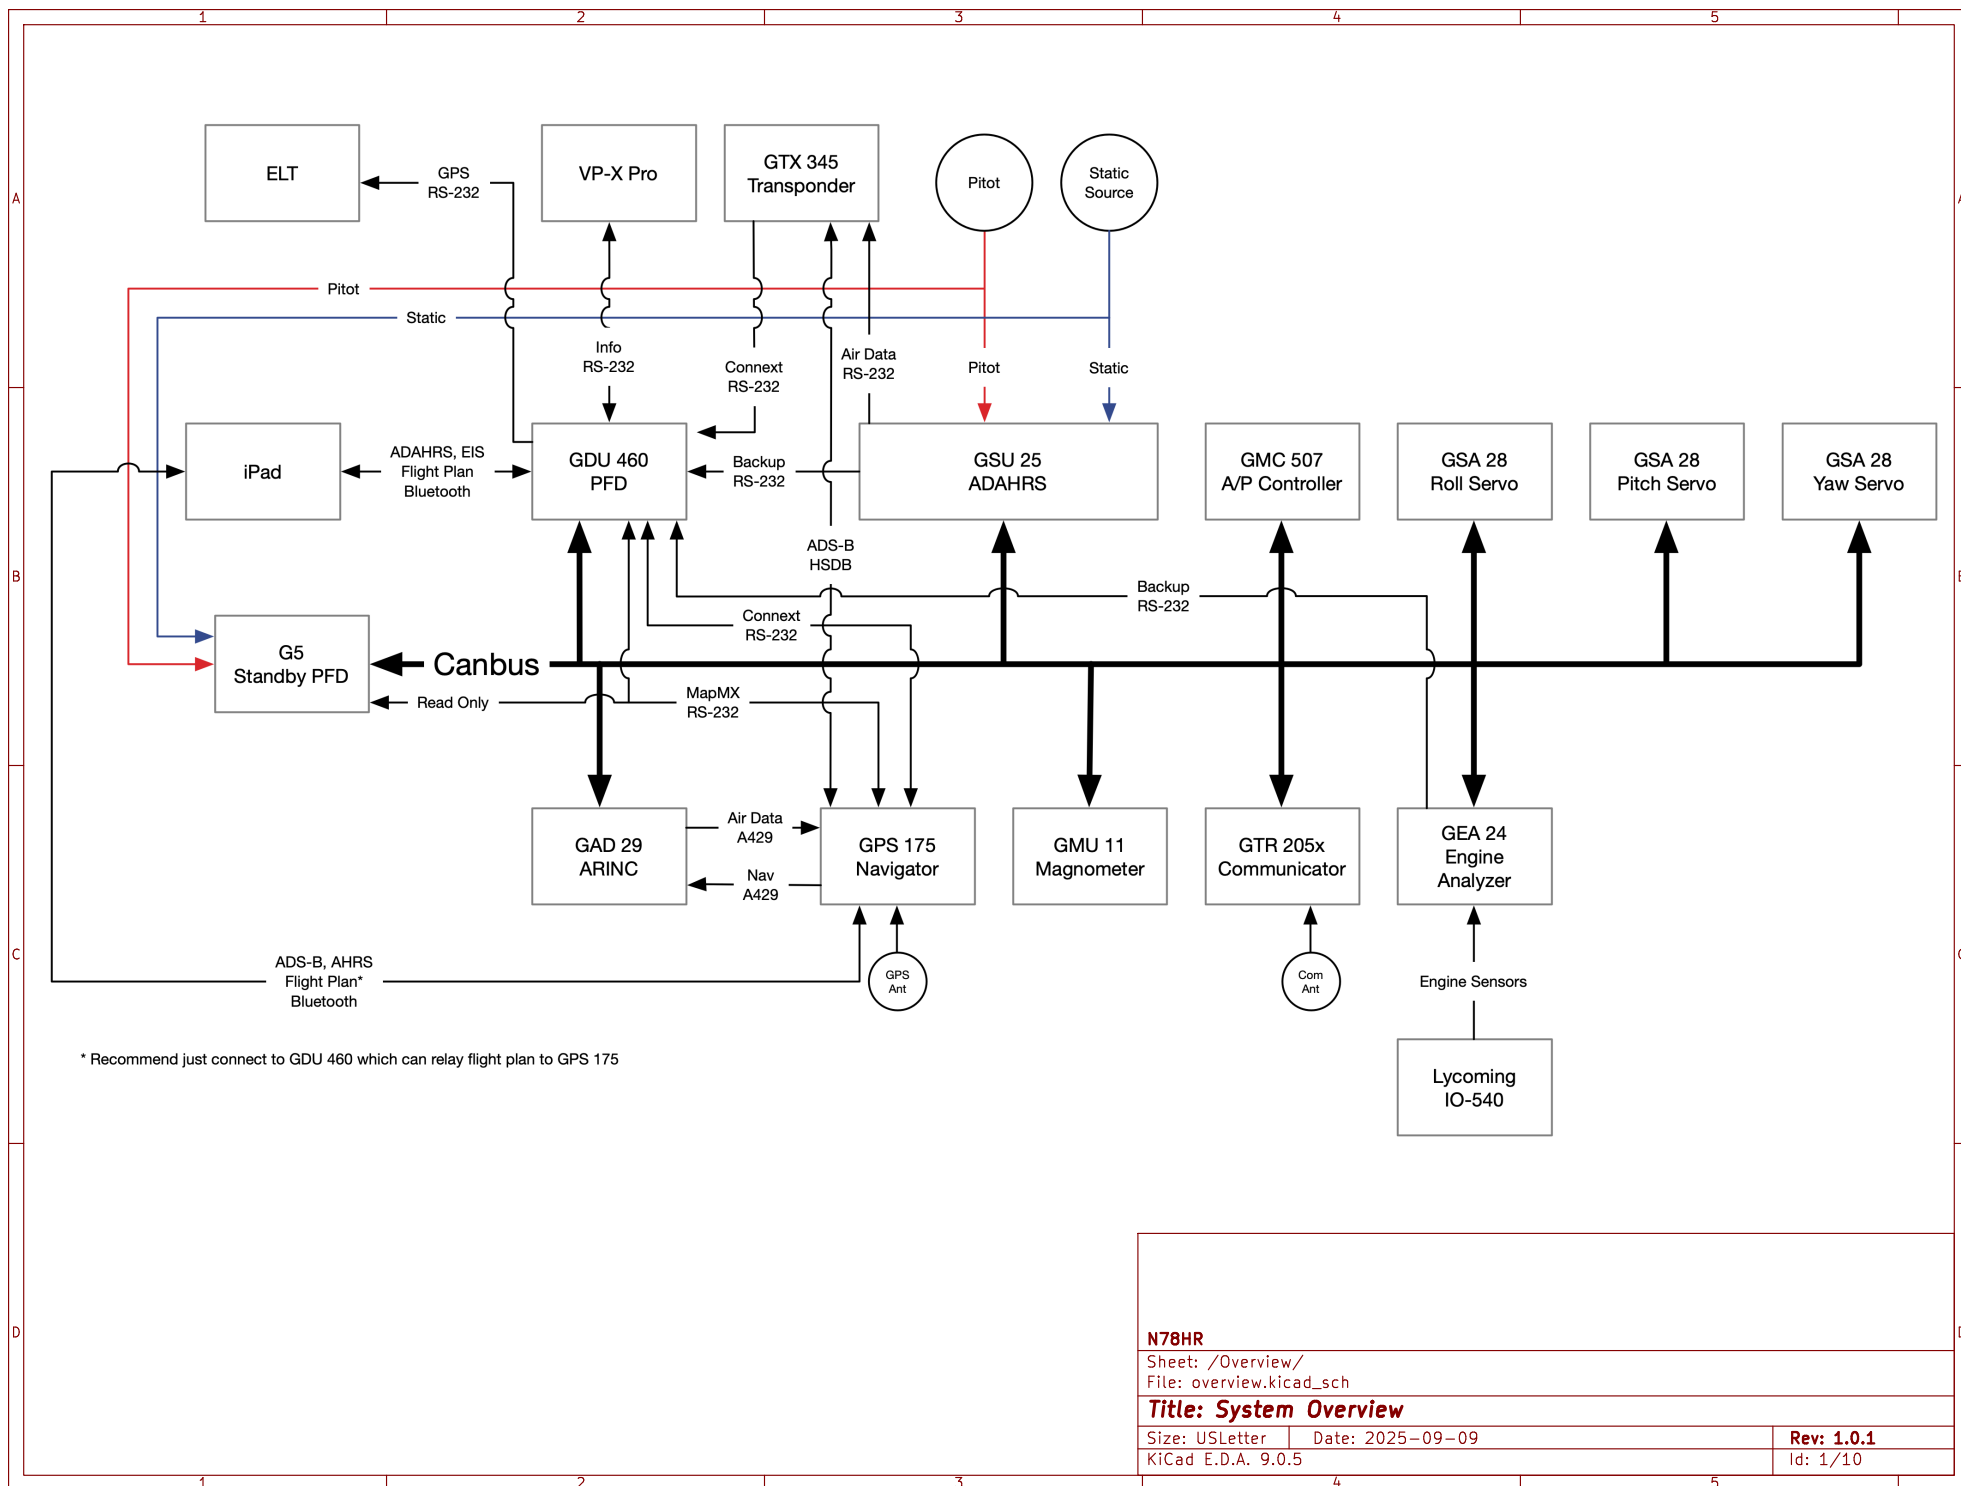 1 2 3 4 5
A
ELT
GPS
RS-232
VP-X Pro
GTX 345
Transponder
Pitot
Static
Source
Pitot
Static
Info
RS-232
Connext
RS-232
Air Data
RS-232
Pitot
Static
B
iPad
ADAHRS, EIS
Flight Plan
Bluetooth
GDU 460
PFD
Backup
RS-232
GSU 25
ADAHRS
GMC 507
A/P Controller
GSA 28
Roll Servo
GSA 28
Pitch Servo
GSA 28
Yaw Servo
ADS-B
HSDB
Backup
RS-232
Connext
RS-232
G5
Standby PFD
Canbus
Read Only
MapMX
RS-232
C
GAD 29
ARINC
Air Data
A429
Nav
A429
GPS 175
Navigator
GMU 11
Magnometer
GTR 205x
Communicator
GEA 24
Engine
Analyzer
ADS-B, AHRS
Flight Plan*
Bluetooth
GPS
Ant
Com
Ant
Engine Sensors
* Recommend just connect to GDU 460 which can relay flight plan to GPS 175
Lycoming
IO-540
D
N78HR
Sheet: /Overview/
File: overview.kicad_sch
Title: System Overview
Size: USLetter Date: 2025-09-09 Rev: 1.0.1
KiCad E.D.A. 9.0.5 Id: 1/10
1 2 3 4 5